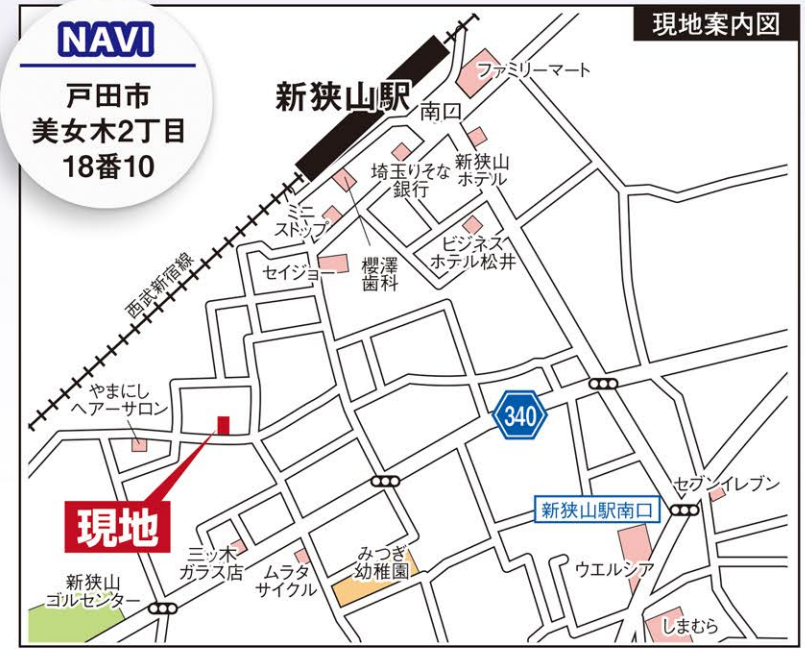 現地案内図
NAVI
戸田市
美女木2丁目
18番10
ファミリーマート
新狭山駅
南口
埼玉りそな
銀行
新狭山
ホテル
ミニ
ストップ
櫻澤
歯科
ビジネス
ホテル松井
セイジョー
西武新宿線
やまにし
ヘアーサロン
340
現地
セブンイレブン
新狭山駅南口
三ッ木
ガラス店
ムラタ
サイクル
みつぎ
幼稚園
ウエルシア
新狭山
ゴルセンター
しまむら